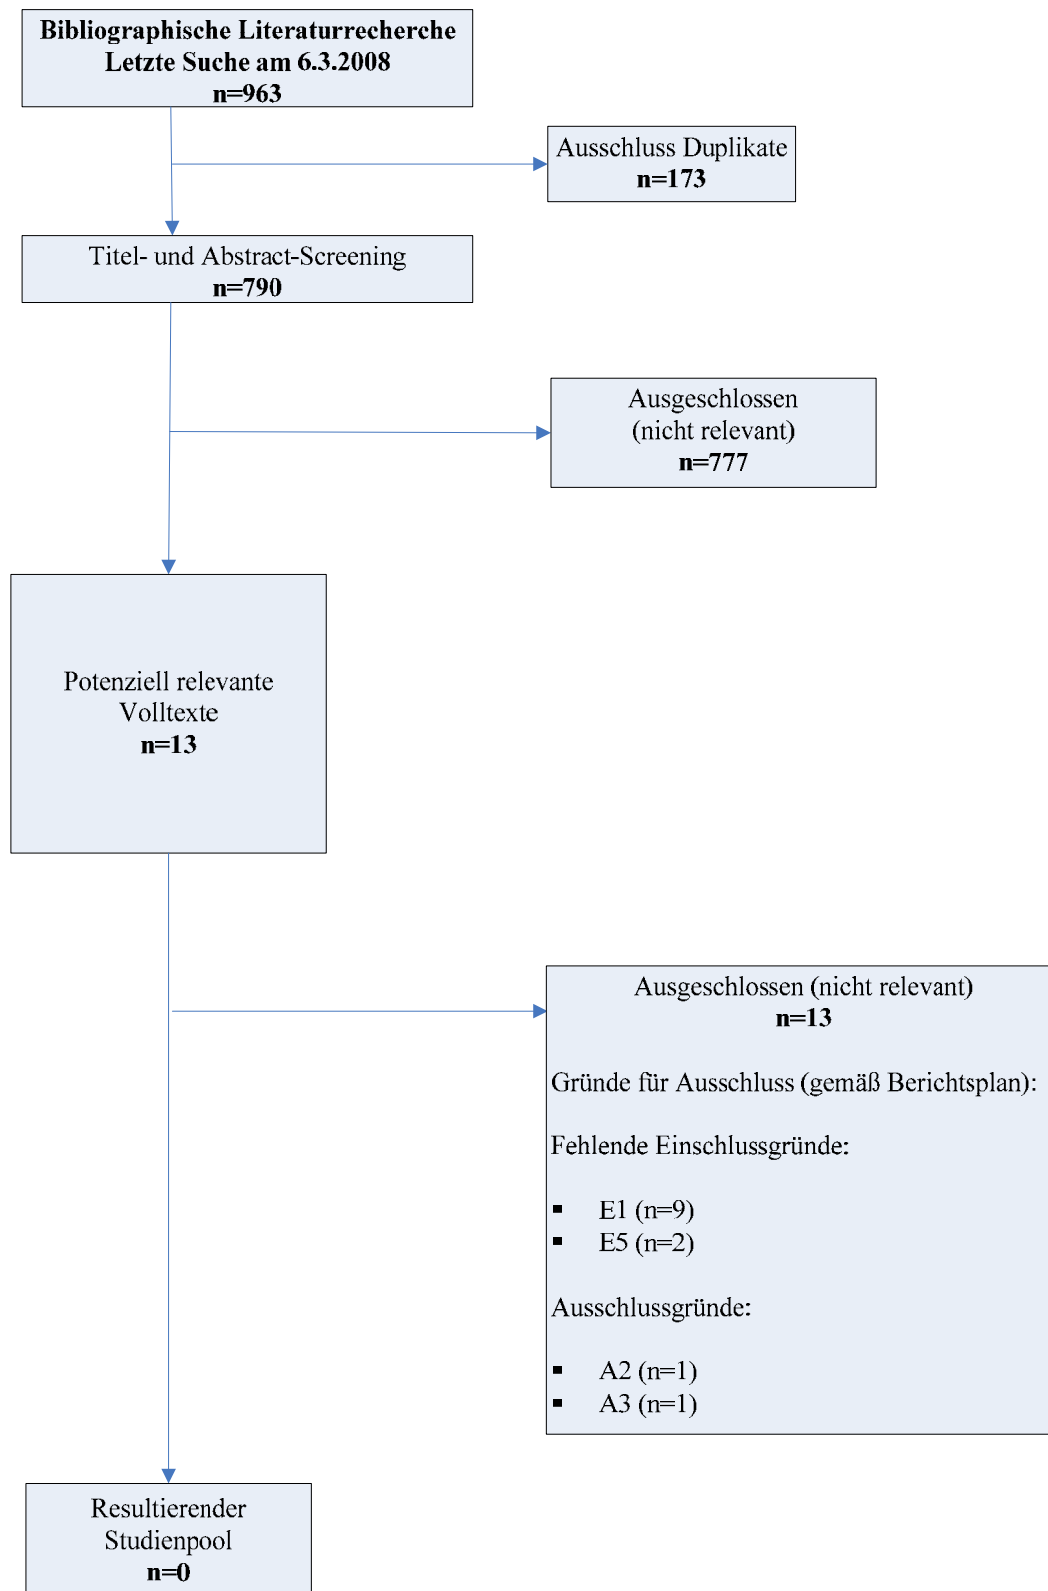 Bibliographische Literaturrecherche
Letzte Suche am 6.3.2008
n=963
Ausschluss Duplikate
n=173
Titel- und Abstract-Screening
n=790
Ausgeschlossen
(nicht relevant)
n=777
Potenziell relevante
Volltexte
n=13
Ausgeschlossen (nicht relevant)
n=13
Gründe für Ausschluss (gemäß Berichtsplan):
Fehlende Einschlussgründe:
▪ E1 (n=9)
▪ E5 (n=2)
Ausschlussgründe:
▪ A2 (n=1)
▪ A3 (n=1)
Resultierender
Studienpool
n=0